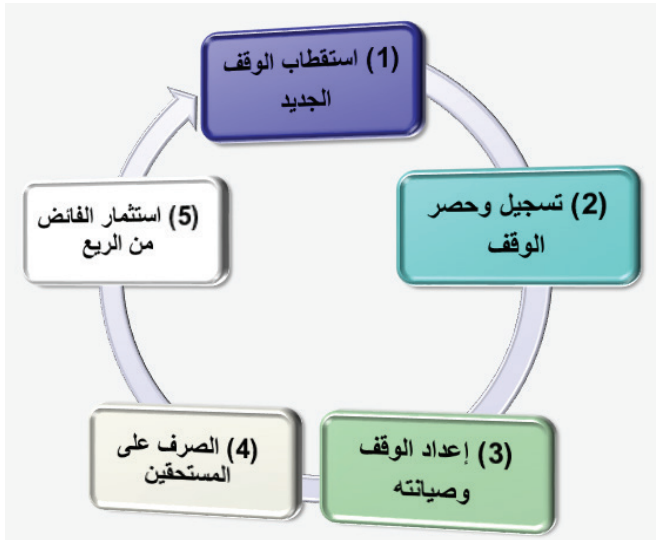 (1) استقطاب الوقف
الجديد
(2) تسجيل وحصر
الوقف
(3) إعداد الوقف
وصيانته
(4) الصرف على
المستحقين
(5) استثمار الفائض
من الريع